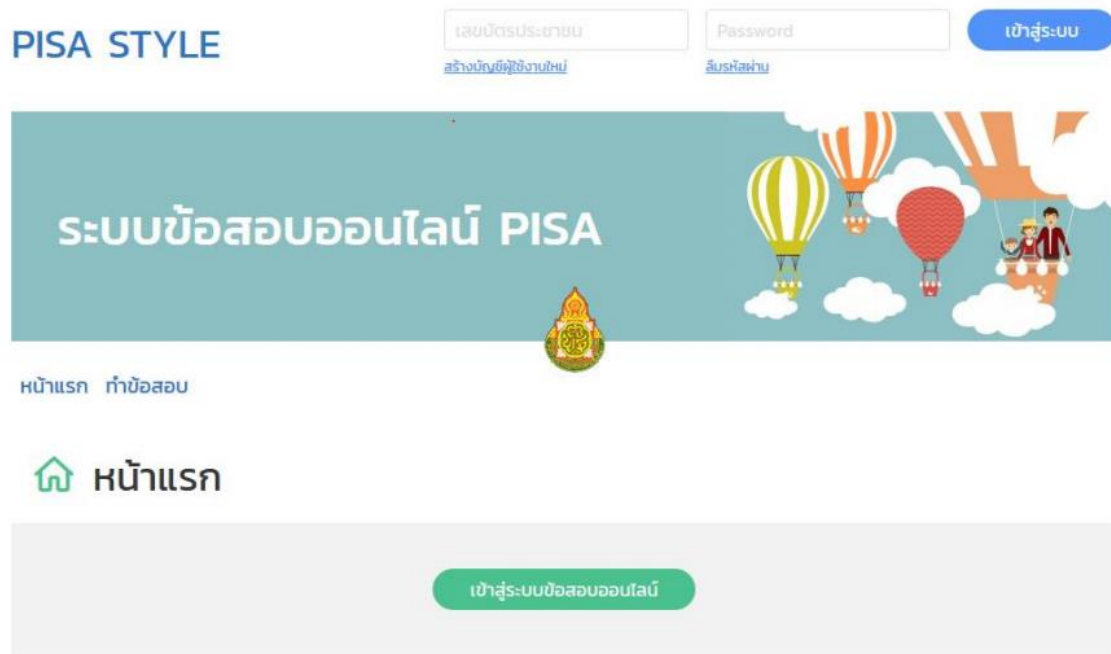 PISA STYLE
เลขบัตรประชาชน
Password
เข้าสู่ระบบ
สร้างบัญชีผู้ใช้งานใหม่
ลืมรหัสผ่าน
ระบบข้อสอบออนไลน์ PISA
หน้าแรก ทำข้อสอบ
หน้าแรก
เข้าสู่ระบบข้อสอบออนไลน์